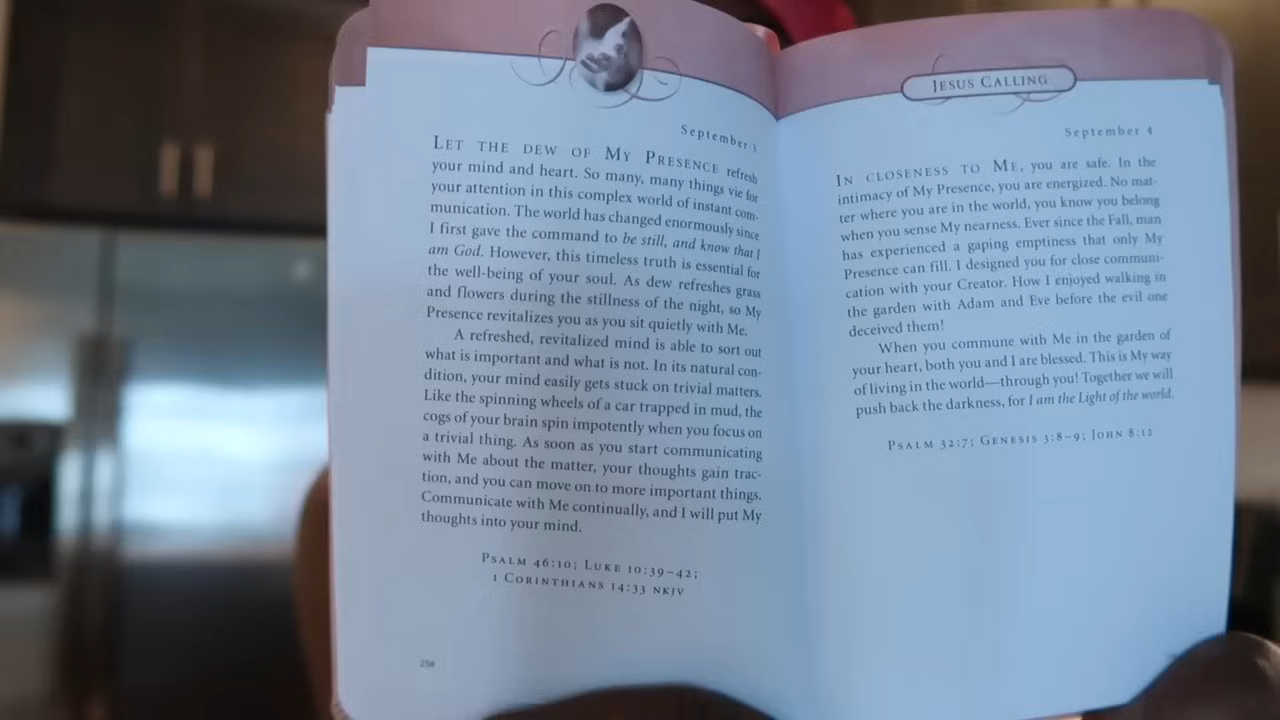 September 3
LET THE DEW OF MY PRESENCE refresh
your mind and heart. So many, many things vie for
your attention in this complex world of instant com-
munication. The world has changed enormously since
I first gave the command to be still, and know that I
am God. However, this timeless truth is essential for
the well-being of your soul. As dew refreshes grass
and flowers during the stillness of the night, so My
Presence revitalizes you as you sit quietly with Me.
A refreshed, revitalized mind is able to sort out
what is important and what is not. In its natural con-
dition, your mind easily gets stuck on trivial matters.
Like the spinning wheels of a car trapped in mud, the
cogs of your brain spin impotently when you focus on
a trivial thing. As soon as you start communicating
with Me about the matter, your thoughts gain trac-
tion, and you can move on to more important things.
Communicate with Me continually, and I will put My
thoughts into your mind.
PSALM 46:10; LUKE 10:39–42;
1 CORINTHIANS 14:33 NKJV
258
JESUS CALLING
September 4
IN CLOSENESS TO ME, you are safe. In the
intimacy of My Presence, you are energized. No mat-
ter where you are in the world, you know you belong
when you sense My nearness. Ever since the Fall, man
has experienced a gaping emptiness that only My
Presence can fill. I designed you for close communi-
cation with your Creator. How I enjoyed walking in
the garden with Adam and Eve before the evil one
deceived them!
When you commune with Me in the garden of
your heart, both you and I are blessed. This is My way
of living in the world—through you! Together we will
push back the darkness, for I am the Light of the world.
PSALM 32:7; GENESIS 3:8–9; JOHN 8:12